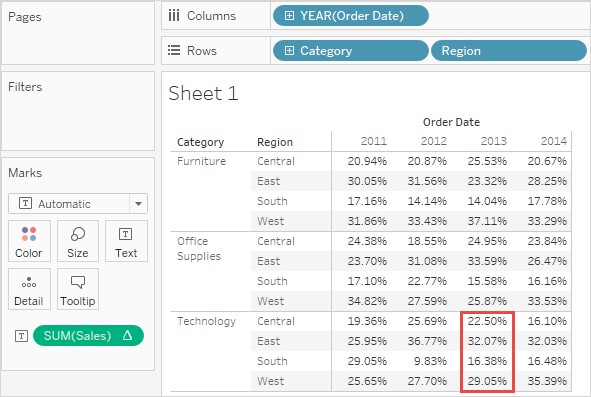 Pages
Columns
YEAR(Order Date)
Rows
Category Region
Filters
Marks
Automatic
Color Size Text
Detail Tooltip
SUM(Sales) Δ
Sheet 1
Order Date
Category Region 2011 2012 2013 2014
Furniture Central 20.94% 20.87% 25.53% 20.67%
East 30.05% 31.56% 23.32% 28.25%
South 17.16% 14.14% 14.04% 17.78%
West 31.86% 33.43% 37.11% 33.29%
Office Supplies Central 24.38% 18.55% 24.95% 23.84%
East 23.70% 31.08% 33.59% 26.47%
South 17.10% 22.77% 15.58% 16.16%
West 34.82% 27.59% 25.87% 33.53%
Technology Central 19.36% 25.69% 22.50% 16.10%
East 25.95% 36.77% 32.07% 32.03%
South 29.05% 9.83% 16.38% 16.48%
West 25.65% 27.70% 29.05% 35.39%